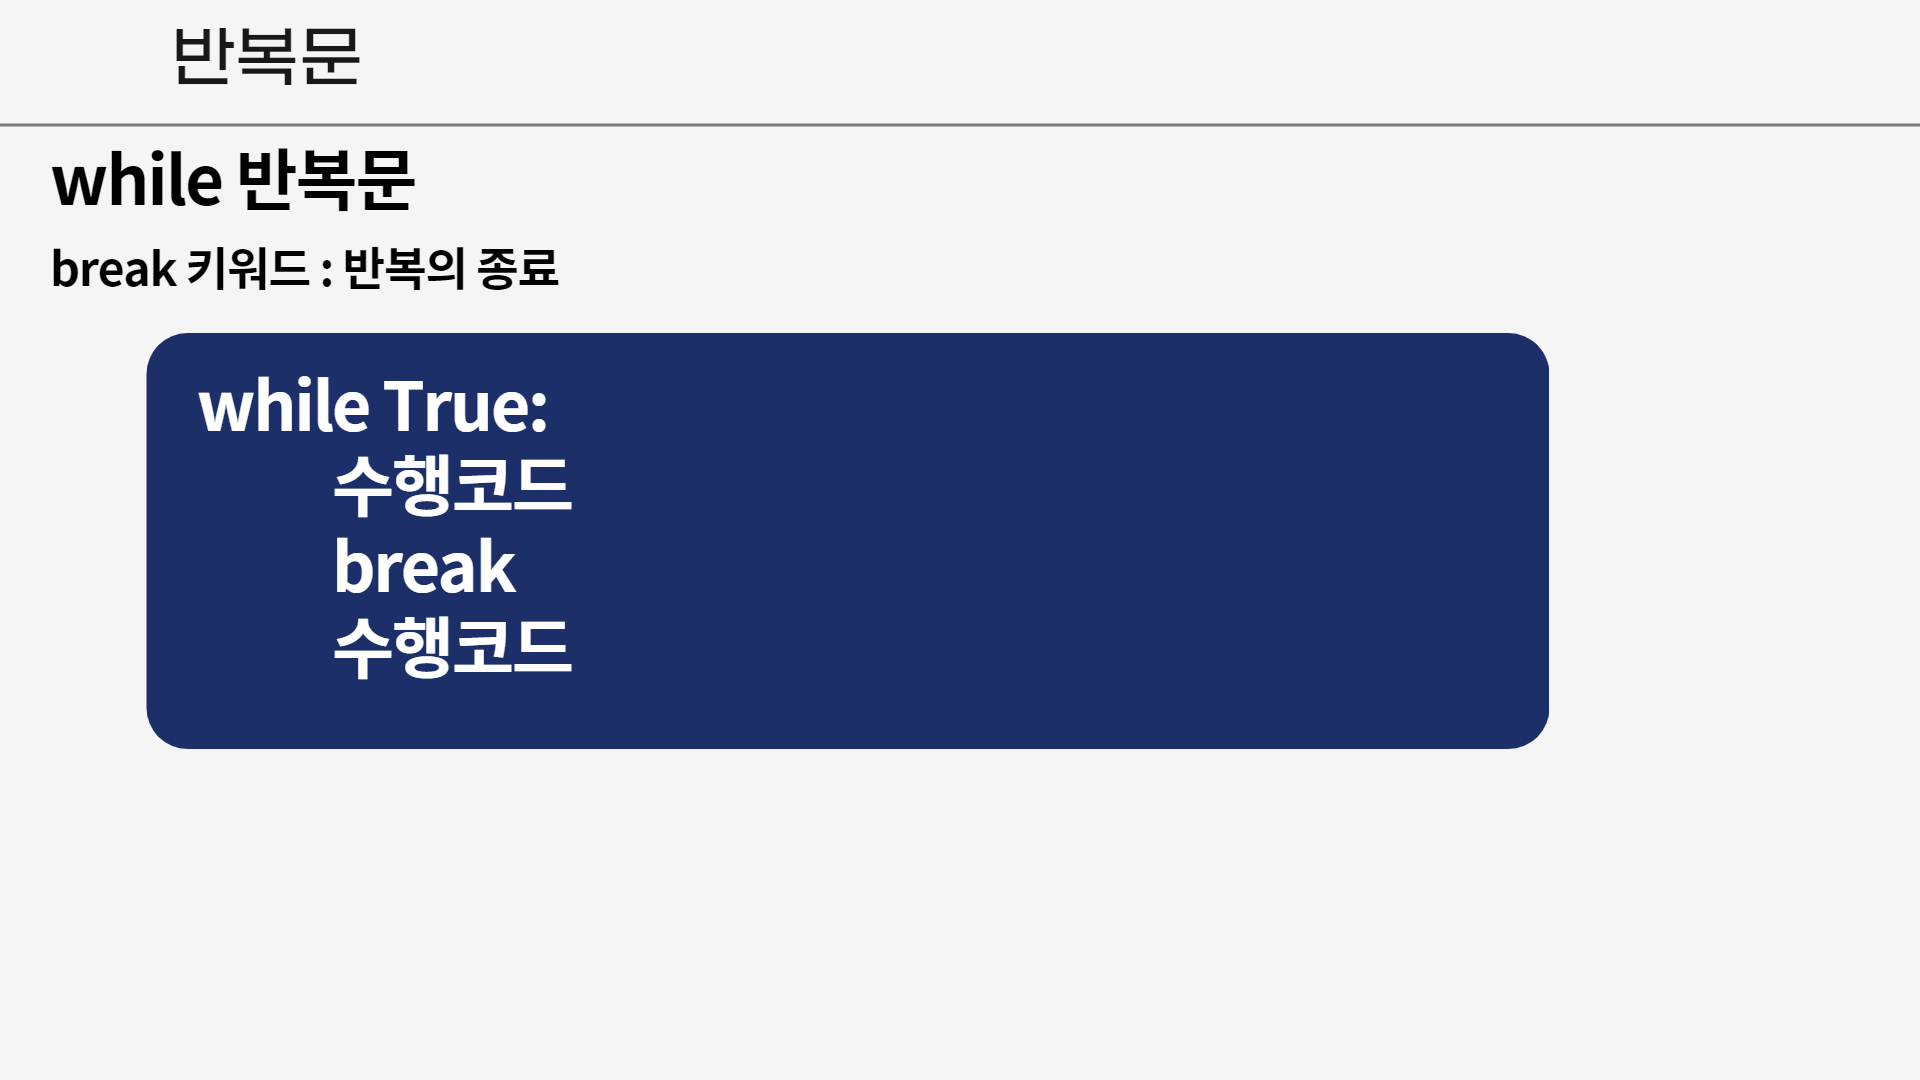 반복문
while 반복문
break 키워드 : 반복의 종료
while True:
수행코드
break
수행코드